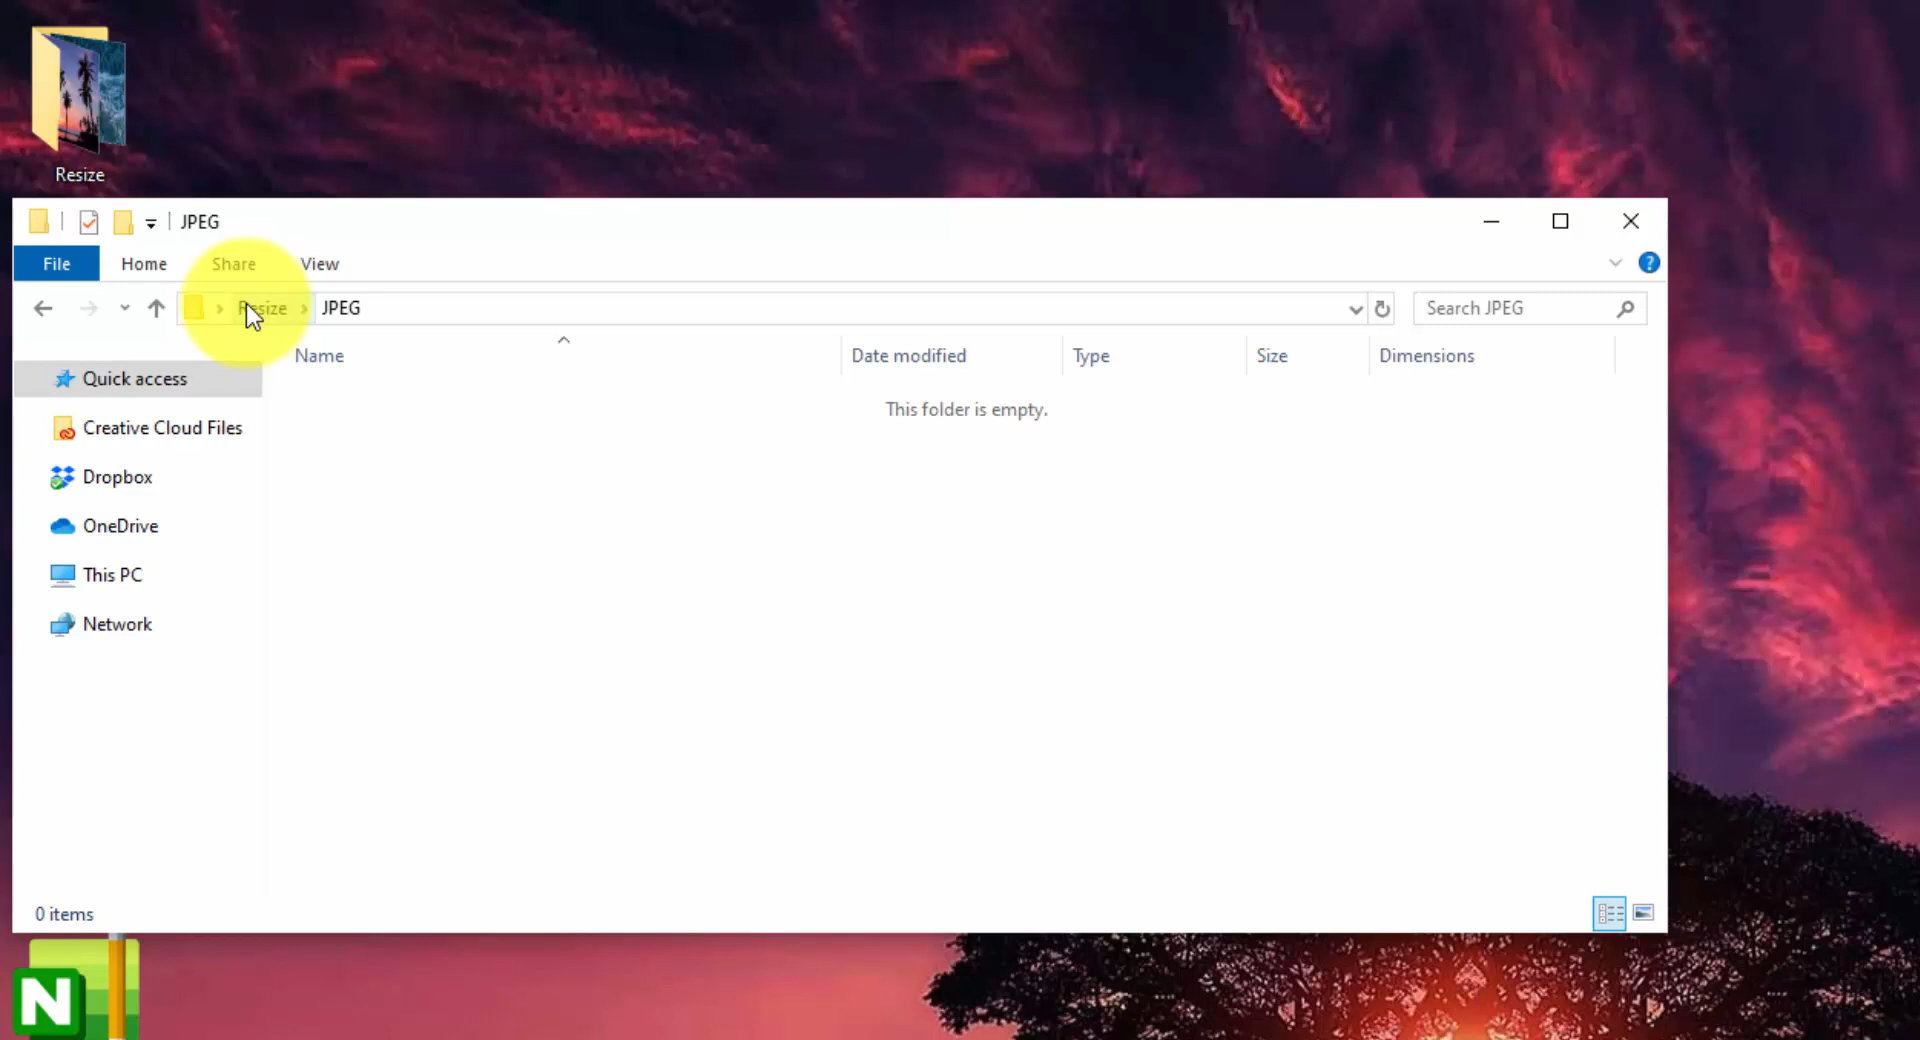 Resize
JPEG
File Home Share View
Resize JPEG Search JPEG
Name Date modified Type Size Dimensions
Quick access
This folder is empty.
Creative Cloud Files
Dropbox
OneDrive
This PC
Network
0 items
N